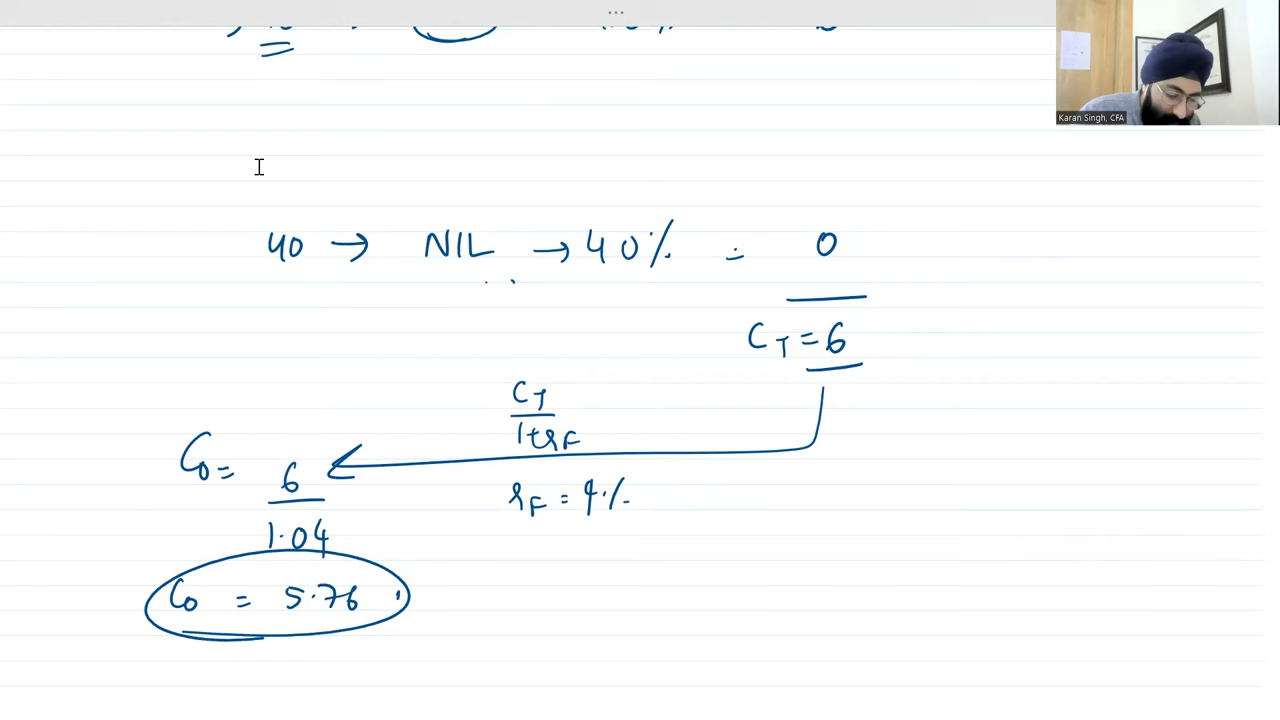 Karan Singh, CFA
40 → NIL → 40% = 0
C_T = 6
C_T
1+r_F
C_0 = 6
1.04
r_F = 4%
C_0 = 5.76